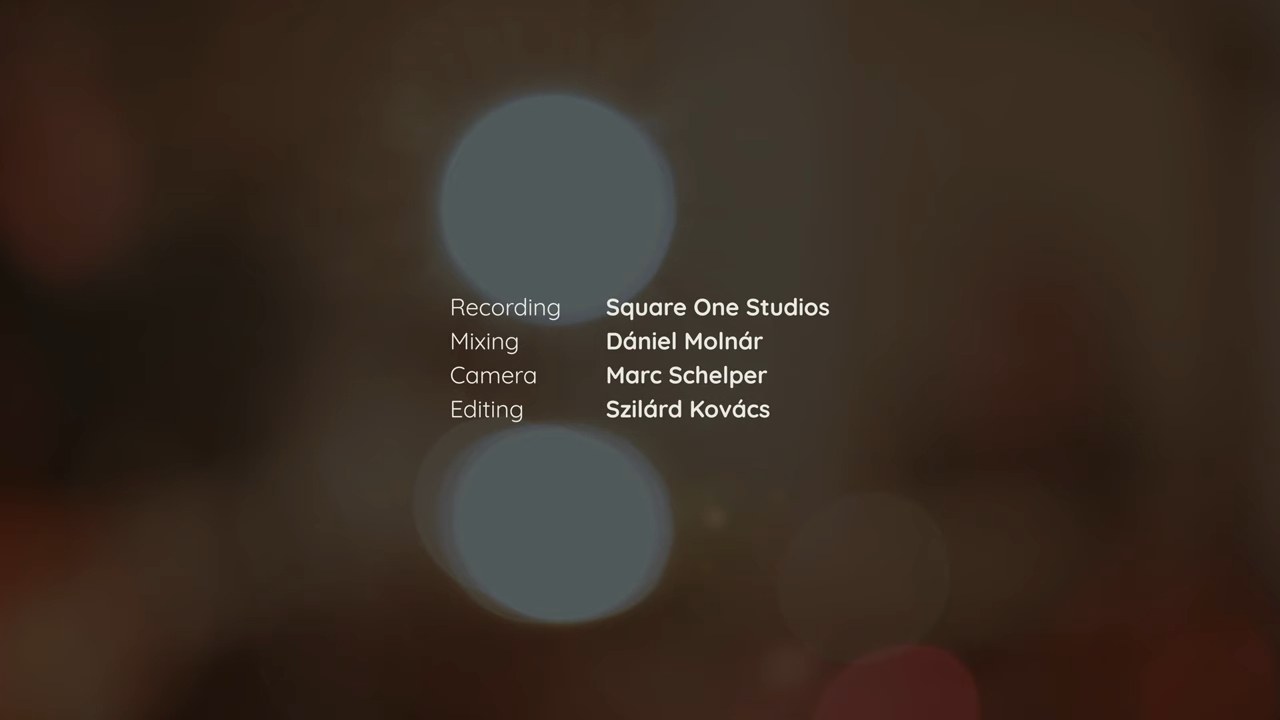 Recording Square One Studios
Mixing Dániel Molnár
Camera Marc Schelper
Editing Szilárd Kovács